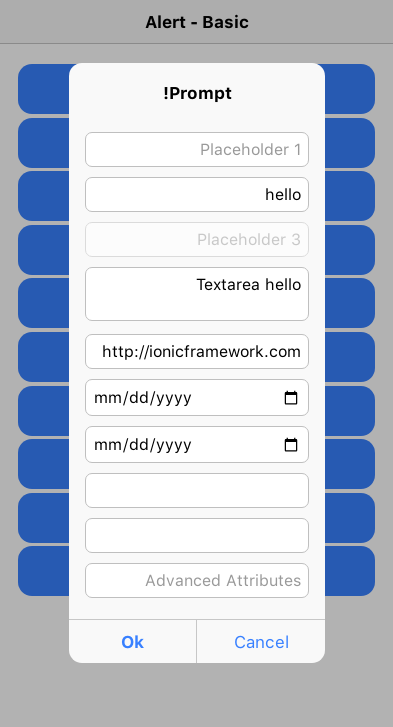 Alert - Basic
!Prompt
Placeholder 1
hello
Placeholder 3
Textarea hello
http://ionicframework.com
mm/dd/yyyy
mm/dd/yyyy
Advanced Attributes
Ok
Cancel